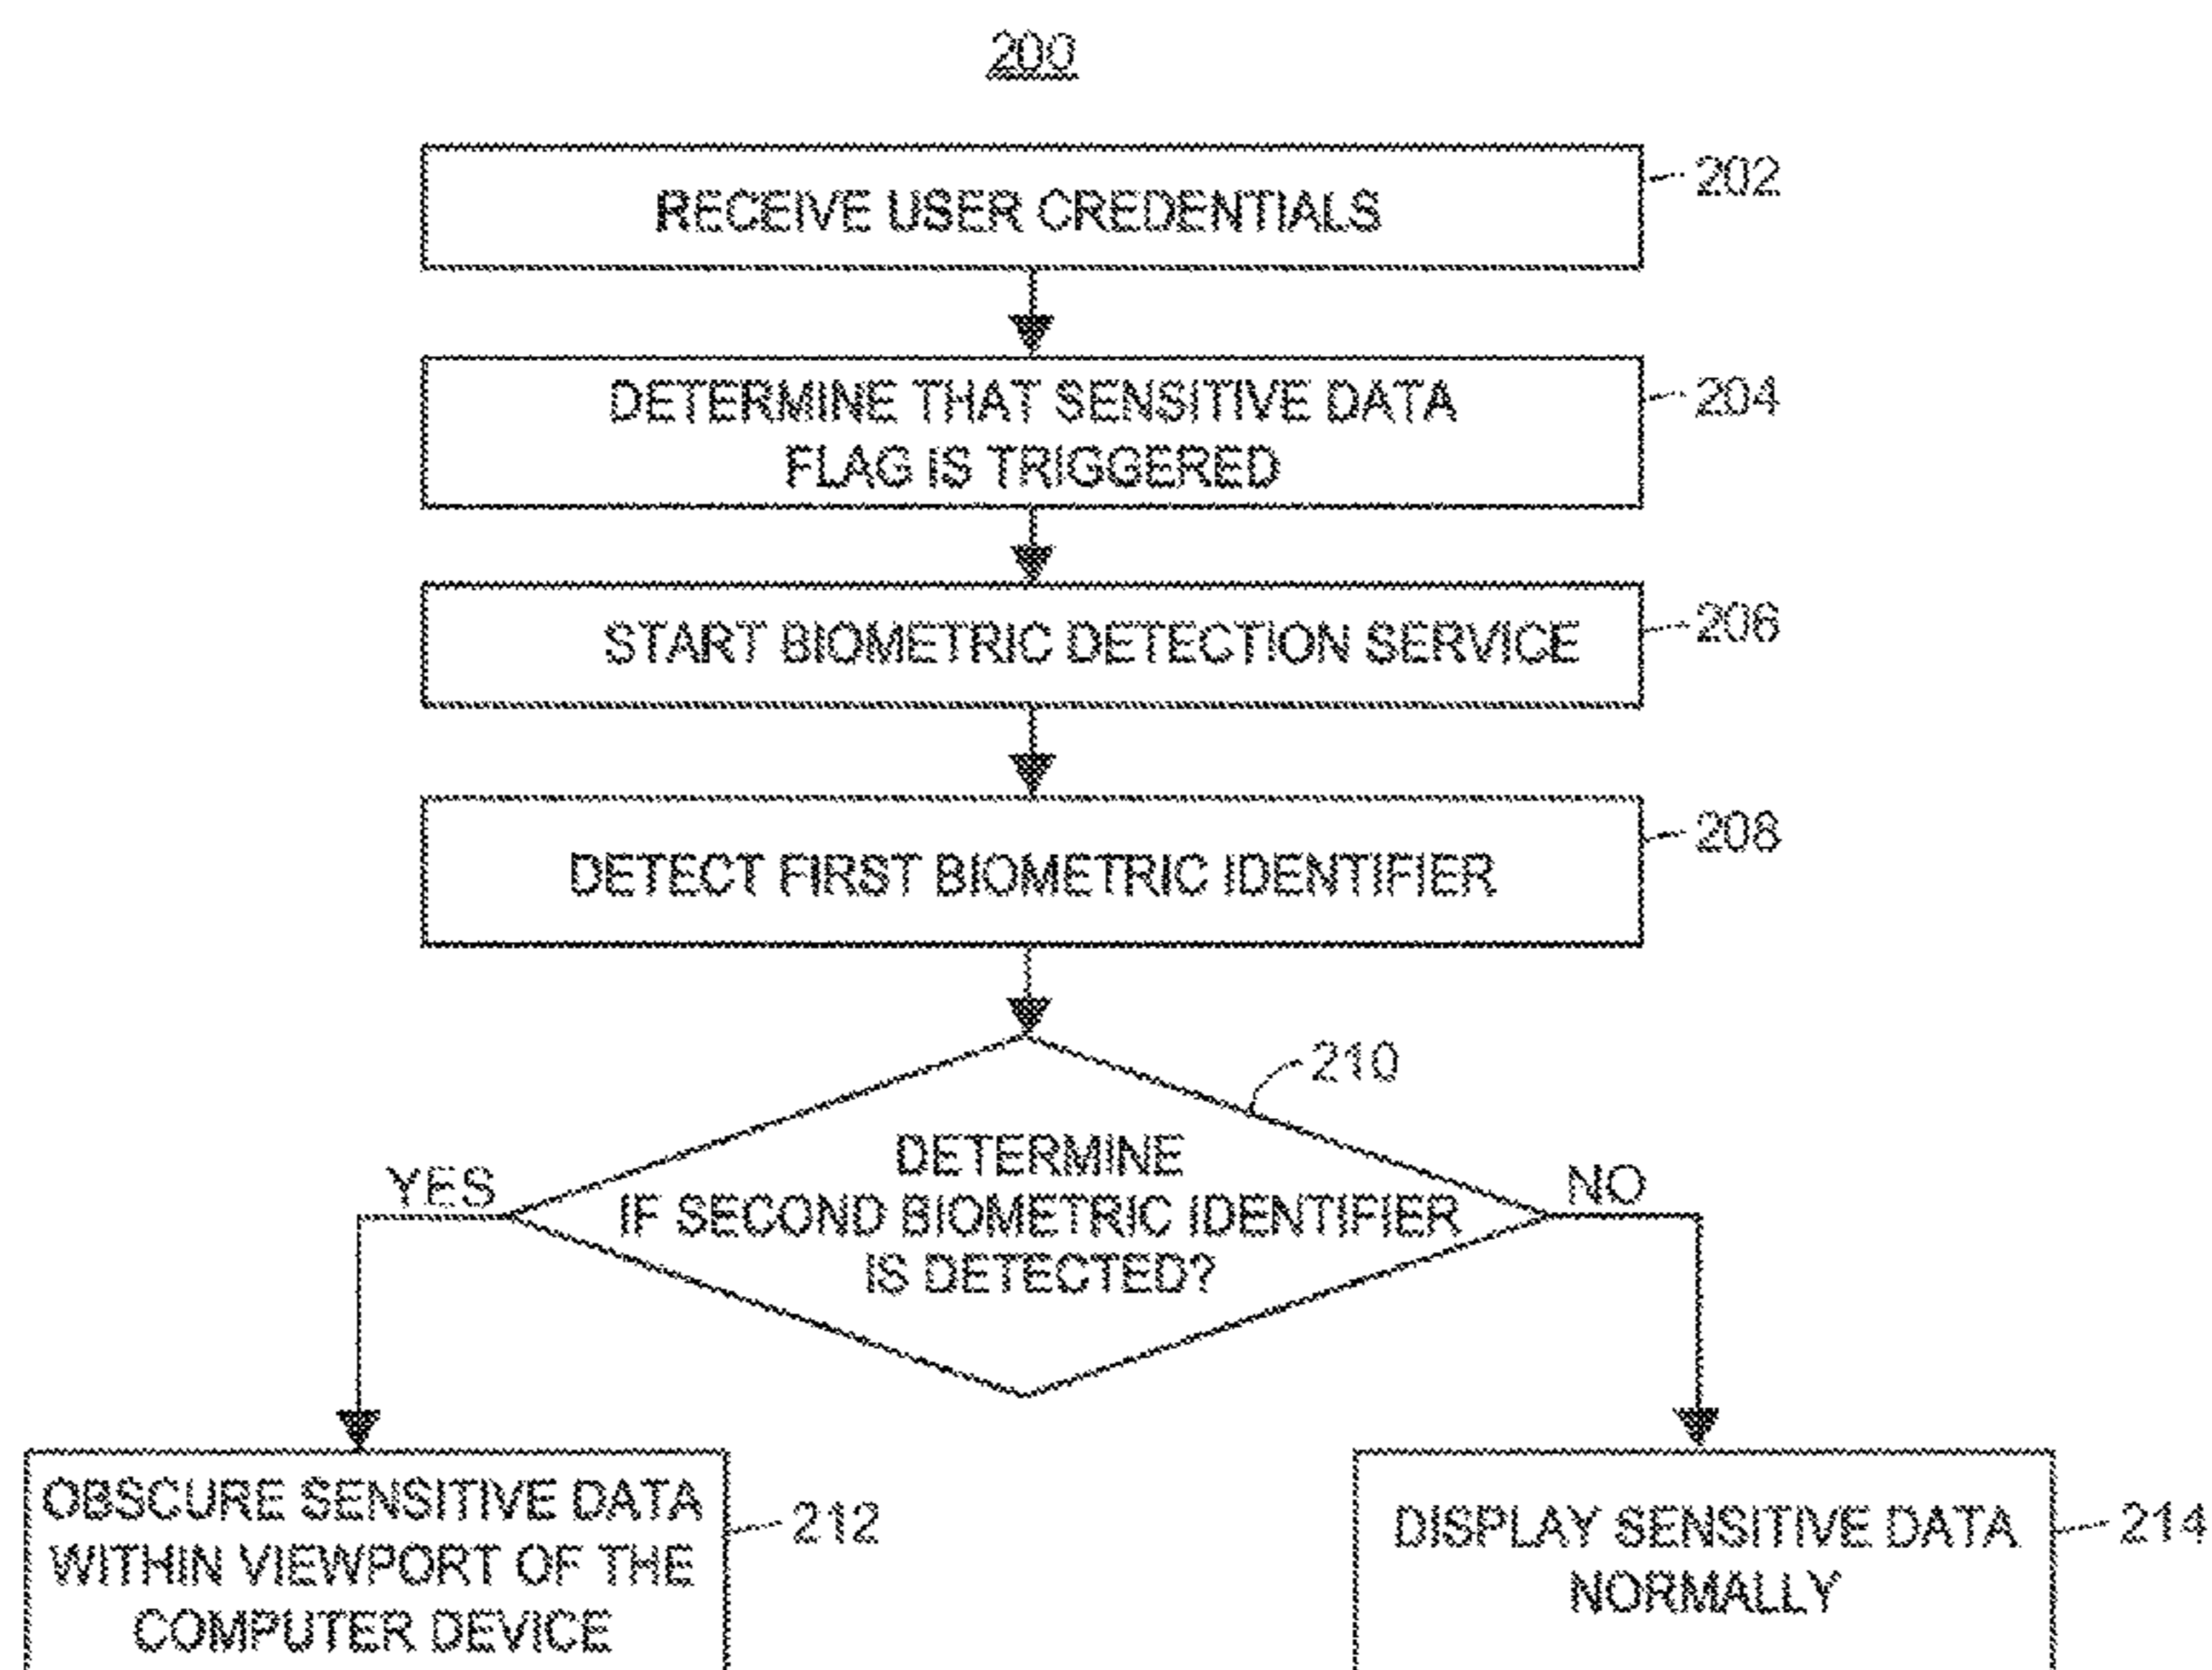 200
RECEIVE USER CREDENTIALS
202
DETERMINE THAT SENSITIVE DATA
FLAG IS TRIGGERED
204
START BIOMETRIC DETECTION SERVICE
206
DETECT FIRST BIOMETRIC IDENTIFIER
208
210
DETERMINE
IF SECOND BIOMETRIC IDENTIFIER
IS DETECTED?
YES
NO
OBSCURE SENSITIVE DATA
WITHIN VIEWPORT OF THE
COMPUTER DEVICE
212
DISPLAY SENSITIVE DATA
NORMALLY
214